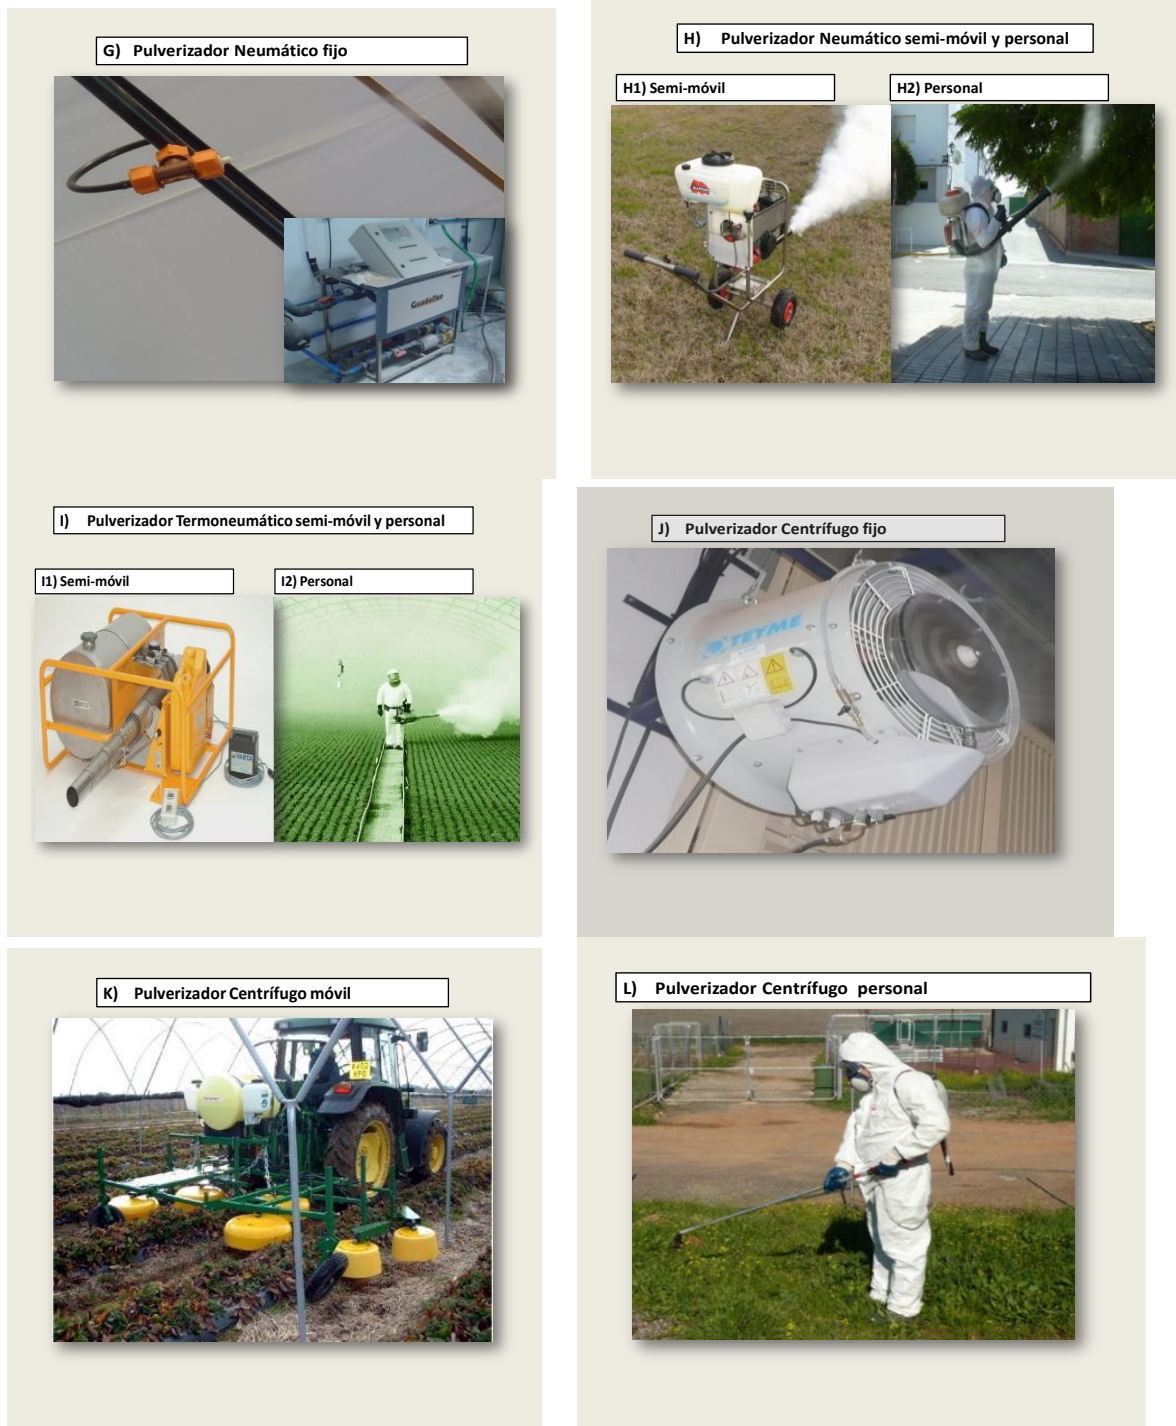 G) Pulverizador Neumático fijo
Guadalfeo
H) Pulverizador Neumático semi-móvil y personal
H1) Semi-móvil
H2) Personal
I) Pulverizador Termoneumático semi-móvil y personal
I1) Semi-móvil
I2) Personal
VARTA
J) Pulverizador Centrífugo fijo
TEYME
K) Pulverizador Centrífugo móvil
L) Pulverizador Centrífugo personal